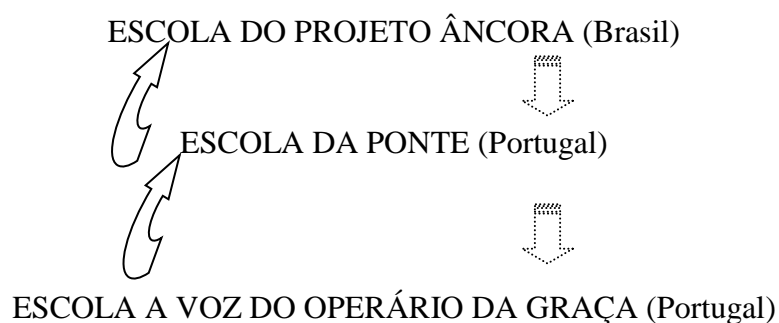 ESCOLA DO PROJETO ÂNCORA (Brasil)
ESCOLA DA PONTE (Portugal)
ESCOLA A VOZ DO OPERÁRIO DA GRAÇA (Portugal)